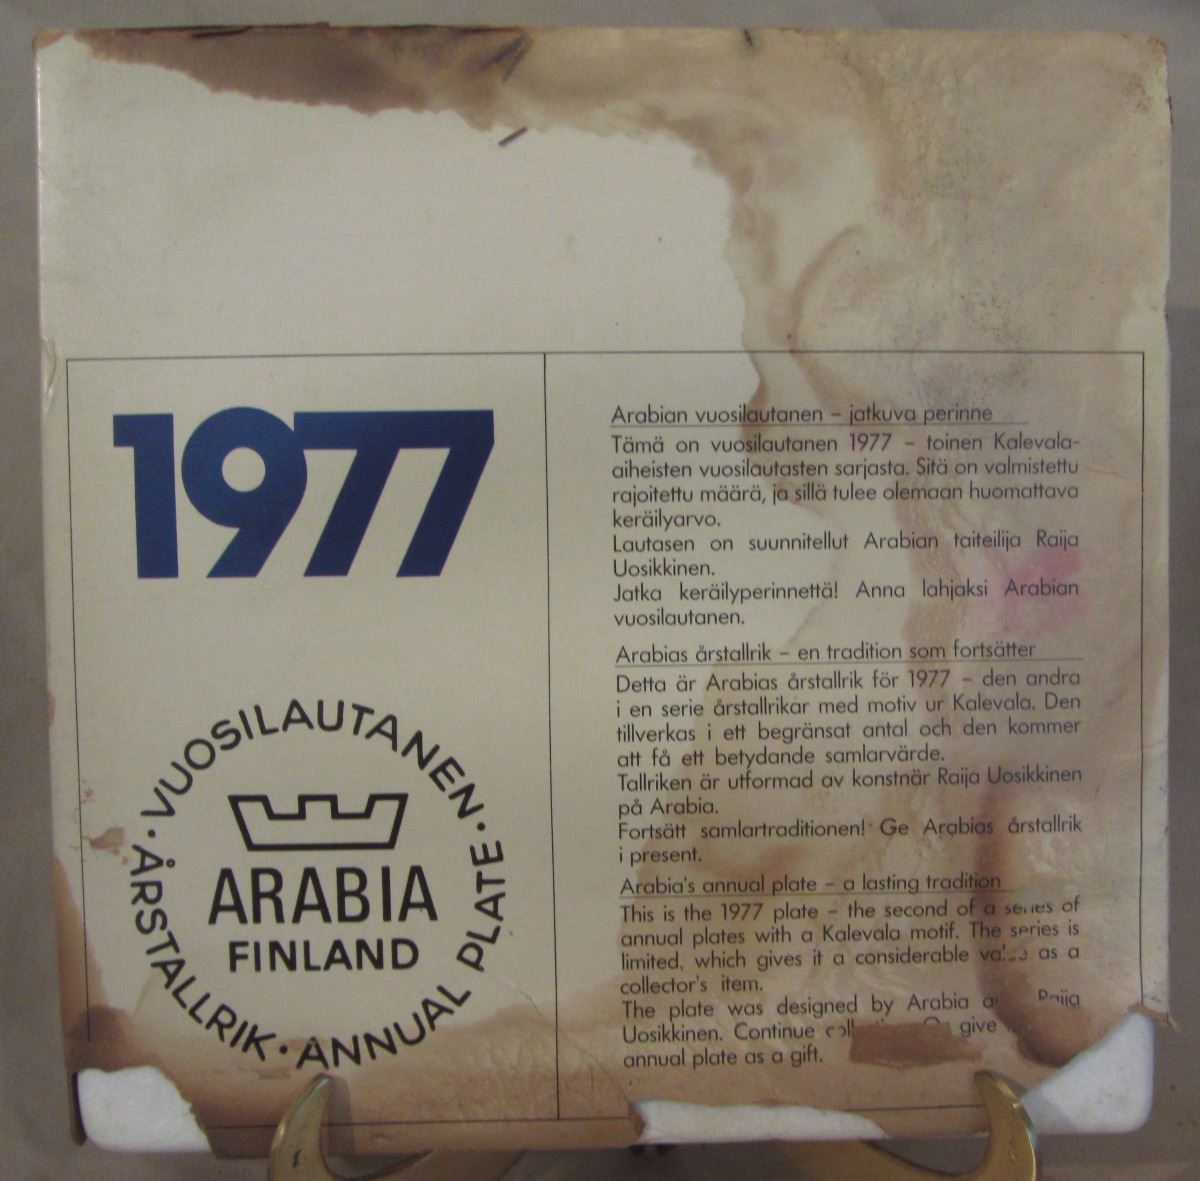 1977
· VUOSILAUTANEN · ÅRSTALLRIK · ANNUAL PLATE
ARABIA
FINLAND
Arabian vuosilautanen – jatkuva perinne
Tämä on vuosilautanen 1977 – toinen Kalevala-
aiheisten vuosilautasten sarjasta. Sitä on valmistettu
rajoitettu määrä, ja sillä tulee olemaan huomattava
keräilyarvo.
Lautasen on suunnitellut Arabian taiteilija Raija
Uosikkinen.
Jatka keräilyperinnettä! Anna lahjaksi Arabian
vuosilautanen.
Arabias årstallrik – en tradition som fortsätter
Detta är Arabias årstallrik för 1977 – den andra
i en serie årstallrikar med motiv ur Kalevala. Den
tillverkas i ett begränsat antal och den kommer
att få ett betydande samlarvärde.
Tallriken är utformad av konstnär Raija Uosikkinen
på Arabia.
Fortsätt samlartraditionen! Ge Arabias årstallrik
i present.
Arabia's annual plate – a lasting tradition
This is the 1977 plate – the second of a series of
annual plates with a Kalevala motif. The series is
limited, which gives it a considerable value as a
collector's item.
The plate was designed by Arabia Raija
Uosikkinen. Continue give
annual plate as a gift.